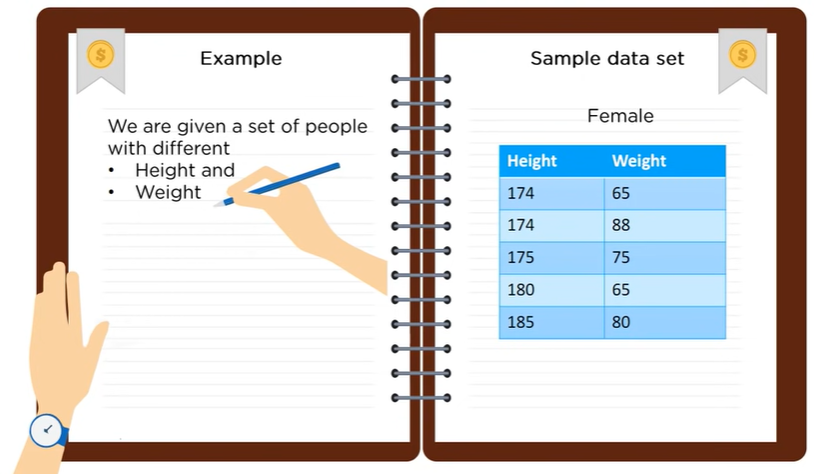 Example
We are given a set of people
with different
• Height and
• Weight
Sample data set
Female
Height Weight
174 65
174 88
175 75
180 65
185 80
$
$